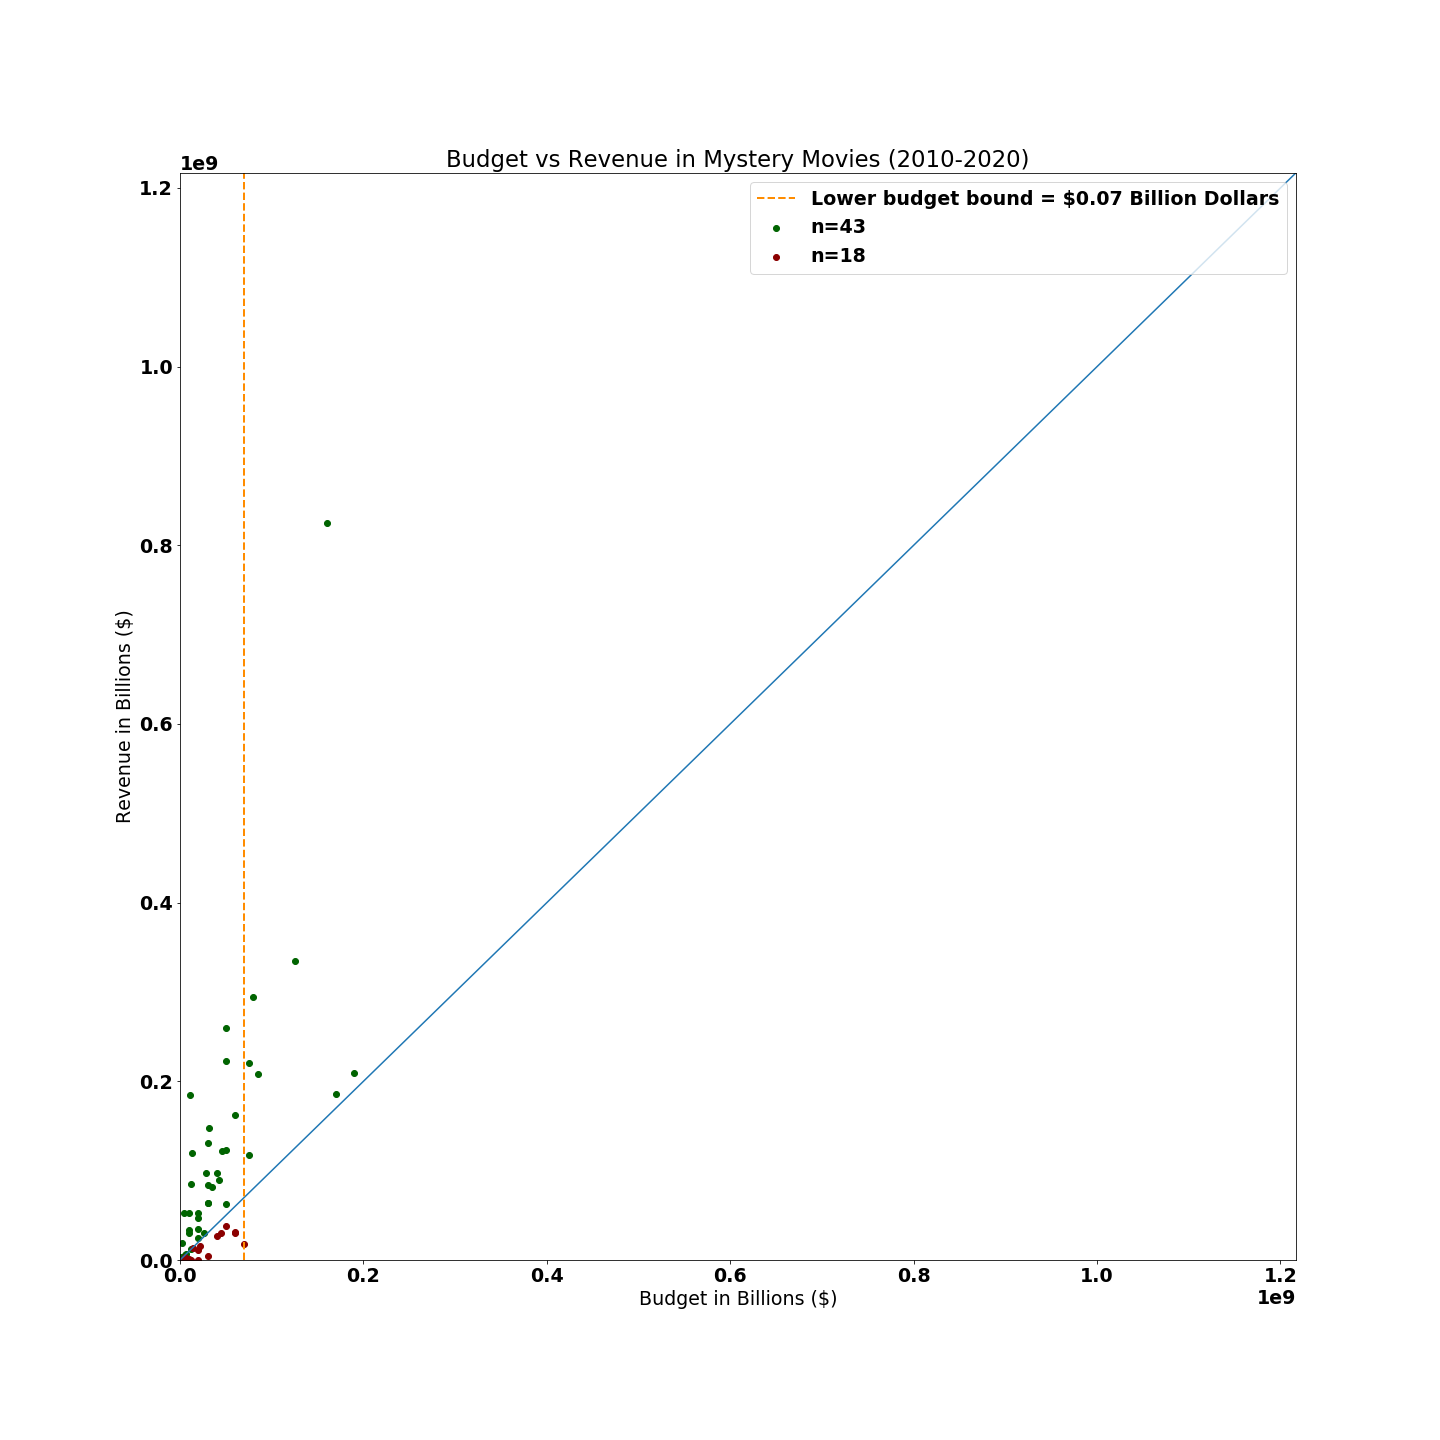 Budget vs Revenue in Mystery Movies (2010-2020)
1e9
Lower budget bound = $0.07 Billion Dollars
n=43
n=18
1.2
1.0
0.8
0.6
0.4
0.2
0.0
Revenue in Billions ($)
0.0 0.2 0.4 0.6 0.8 1.0 1.2
Budget in Billions ($)
1e9